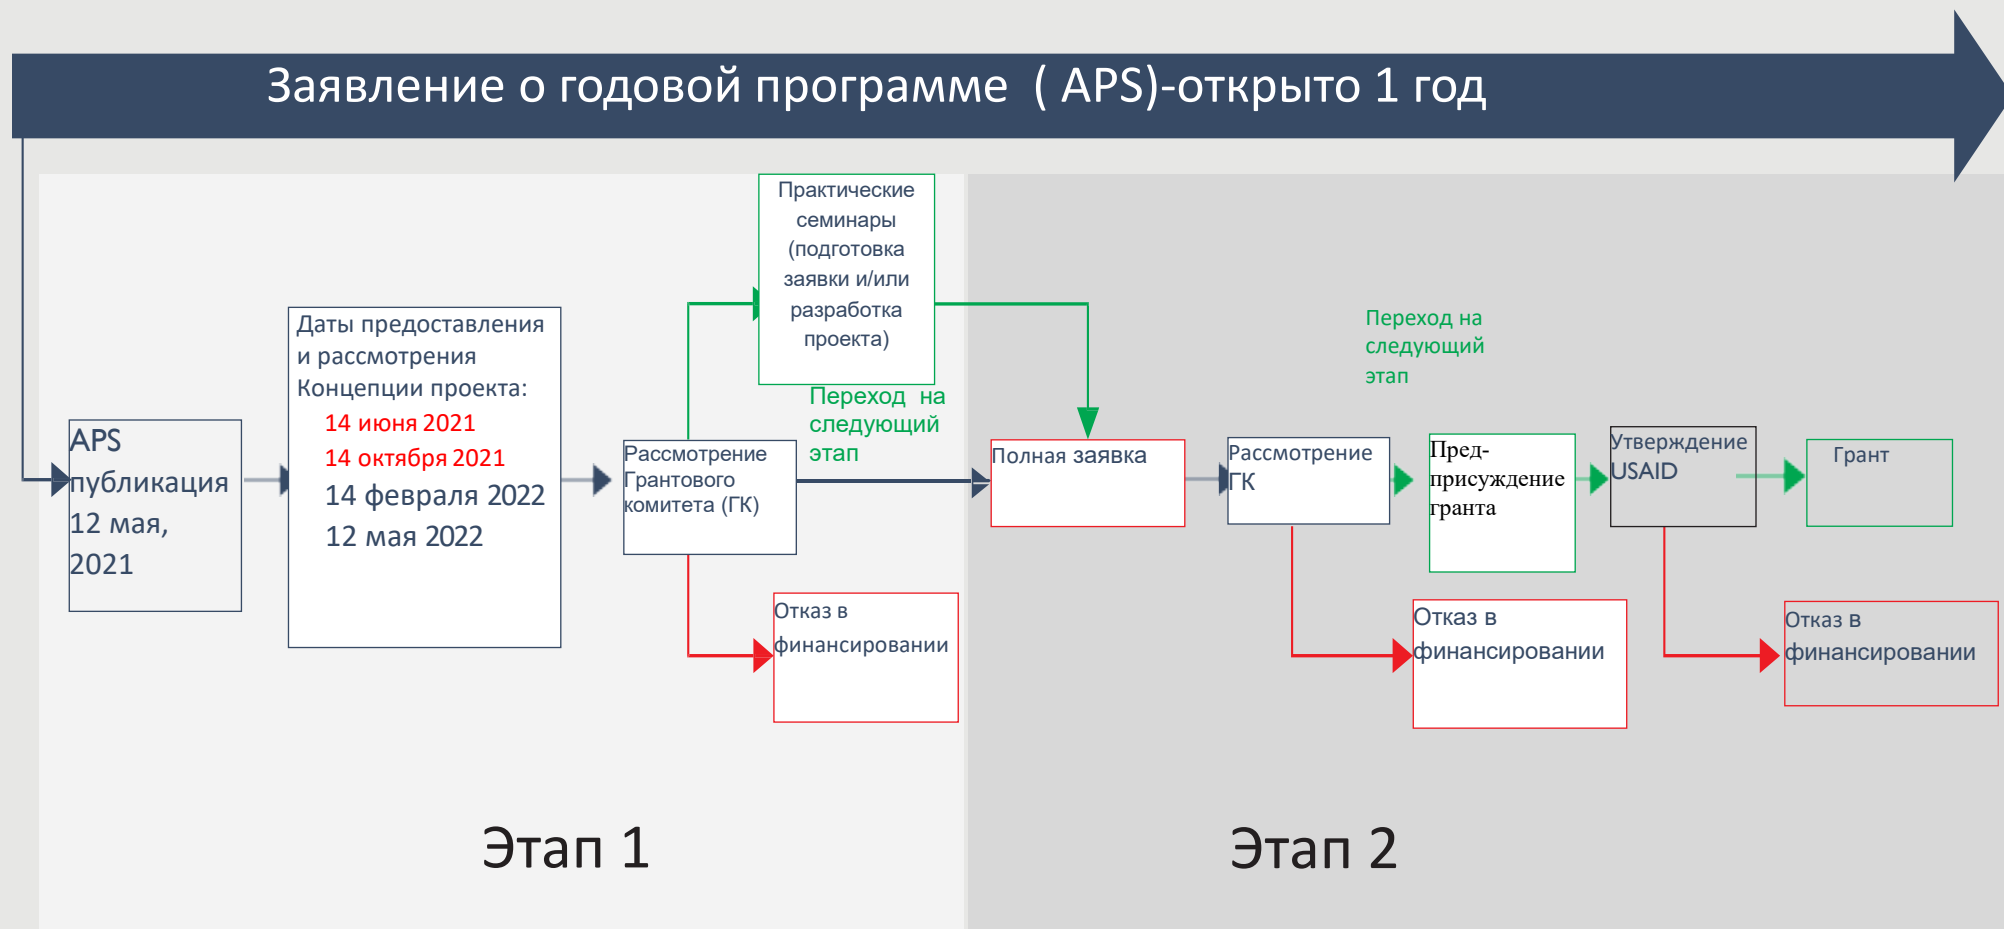 Заявление о годовой программе ( APS)-открыто 1 год
APS
публикация
12 мая,
2021
Даты предоставления
и рассмотрения
Концепции проекта:
14 июня 2021
14 октября 2021
14 февраля 2022
12 мая 2022
Рассмотрение
Грантового
комитета (ГК)
Практические
семинары
(подготовка
заявки и/или
разработка
проекта)
Переход на
следующий
этап
Отказ в
финансировании
Этап 1
Полная заявка
Рассмотрение
ГК
Переход на
следующий
этап
Пред-
присуждение
гранта
Утверждение
USAID
Грант
Отказ в
финансировании
Отказ в
финансировании
Этап 2